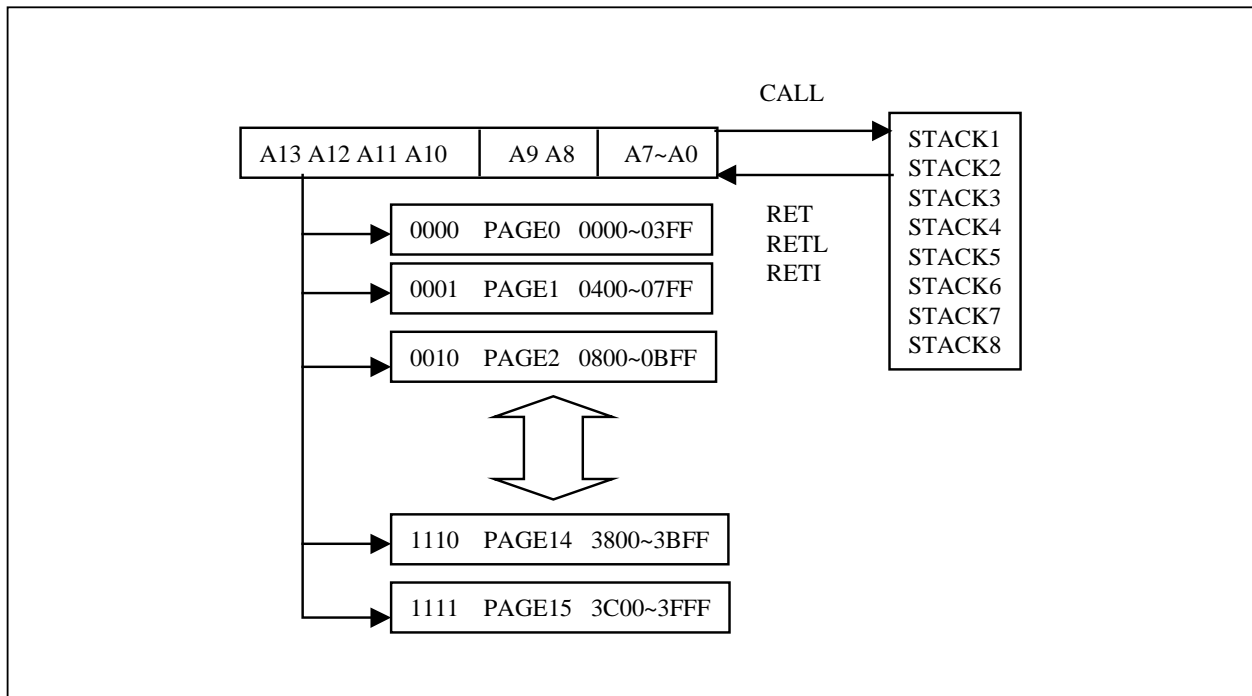 CALL
A13 A12 A11 A10 A9 A8 A7~A0
STACK1
STACK2
STACK3
STACK4
STACK5
STACK6
STACK7
STACK8
RET
RETL
RETI
0000 PAGE0 0000~03FF
0001 PAGE1 0400~07FF
0010 PAGE2 0800~0BFF
1110 PAGE14 3800~3BFF
1111 PAGE15 3C00~3FFF